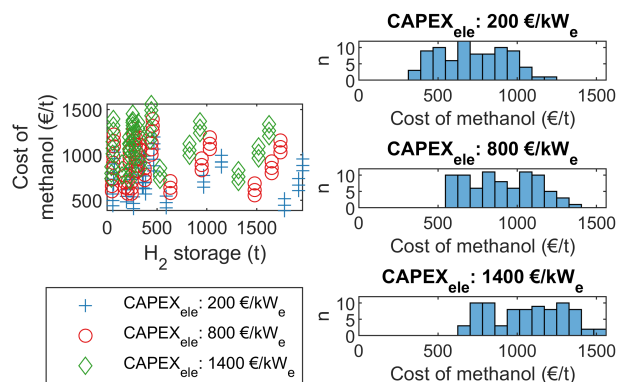 1500
1000
500
Cost of
methanol (€/t)
0 500 1000 1500
H2 storage (t)
CAPEXele: 200 €/kWe
CAPEXele: 800 €/kWe
CAPEXele: 1400 €/kWe
CAPEXele: 200 €/kWe
10
5
0
n
0 500 1000 1500
Cost of methanol (€/t)
CAPEXele: 800 €/kWe
10
5
0
n
0 500 1000 1500
Cost of methanol (€/t)
CAPEXele: 1400 €/kWe
10
5
0
n
0 500 1000 1500
Cost of methanol (€/t)